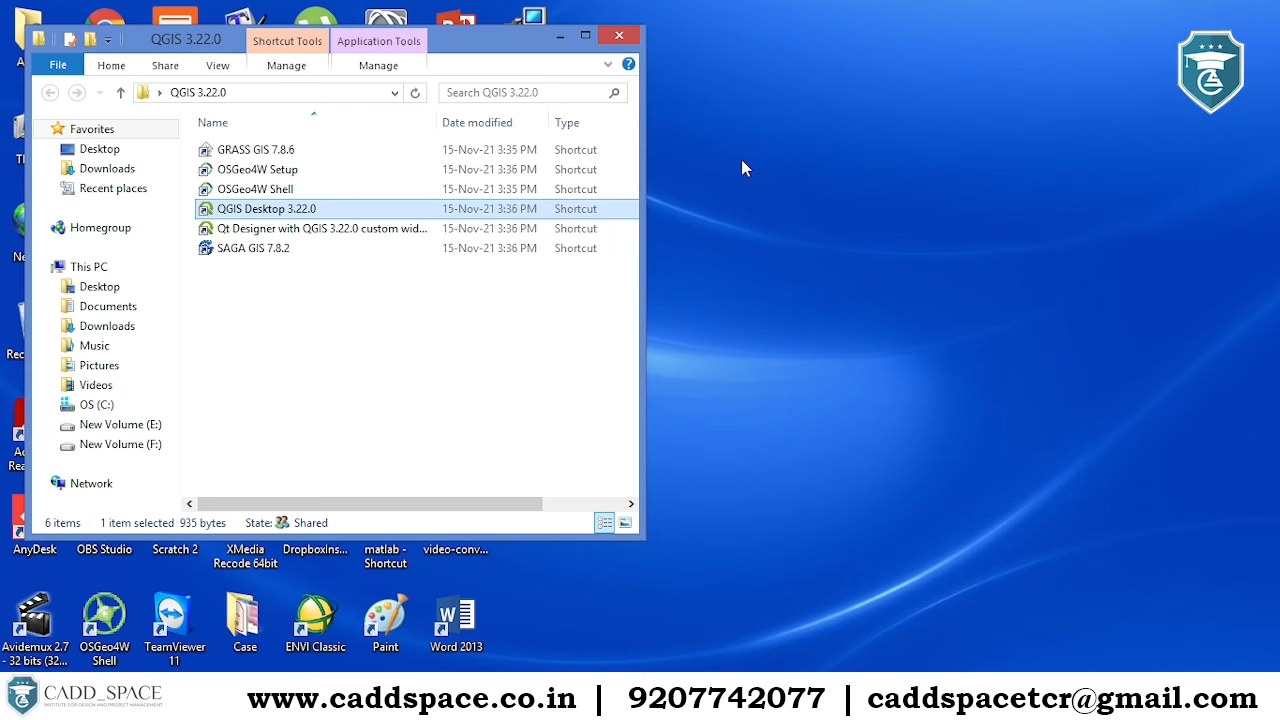 QGIS 3.22.0
Shortcut Tools
Application Tools
File
Home
Share
View
Manage
Manage
QGIS 3.22.0
Search QGIS 3.22.0
Name
Date modified
Type
Favorites
Desktop
Downloads
Recent places
Homegroup
This PC
Desktop
Documents
Downloads
Music
Pictures
Videos
OS (C:)
New Volume (E:)
New Volume (F:)
Network
GRASS GIS 7.8.6 15-Nov-21 3:35 PM Shortcut
OSGeo4W Setup 15-Nov-21 3:36 PM Shortcut
OSGeo4W Shell 15-Nov-21 3:35 PM Shortcut
QGIS Desktop 3.22.0 15-Nov-21 3:36 PM Shortcut
Qt Designer with QGIS 3.22.0 custom wid... 15-Nov-21 3:36 PM Shortcut
SAGA GIS 7.8.2 15-Nov-21 3:36 PM Shortcut
6 items 1 item selected 935 bytes State: Shared
AnyDesk
OBS Studio
Scratch 2
XMedia
Recode 64bit
DropboxIns...
matlab -
Shortcut
video-conv...
Avidemux 2.7
- 32 bits (32...
OSGeo4W
Shell
TeamViewer
11
Case
ENVI Classic
Paint
Word 2013
CADD_SPACE
INSTITUTE FOR DESIGN AND PROJECT MANAGEMENT
www.caddspace.co.in | 9207742077 | caddspacetcr@gmail.com